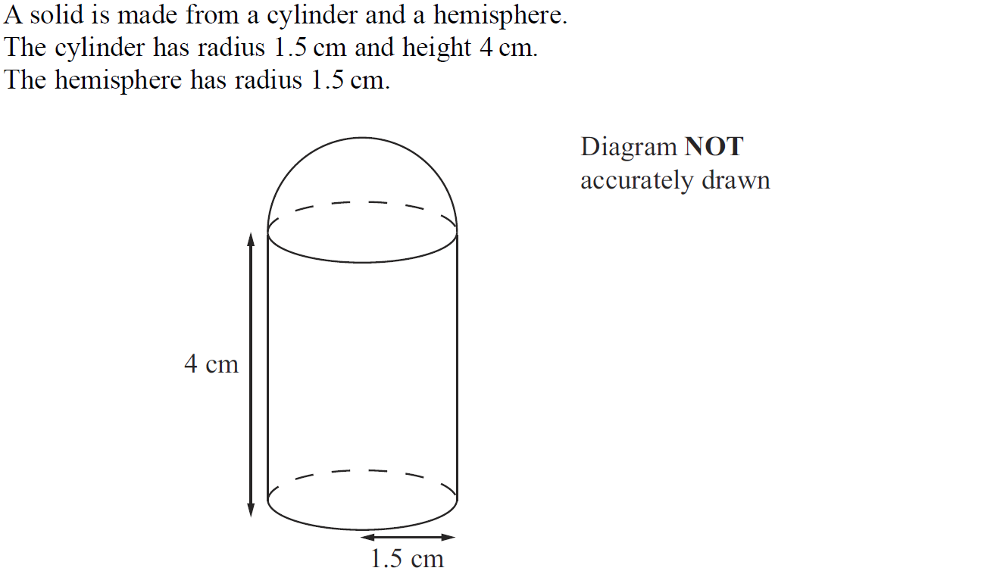 A solid is made from a cylinder and a hemisphere.
The cylinder has radius 1.5 cm and height 4 cm.
The hemisphere has radius 1.5 cm.
Diagram NOT
accurately drawn
4 cm
1.5 cm